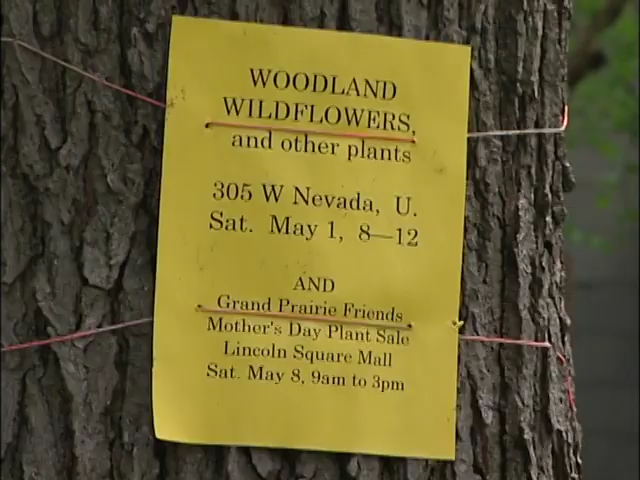 WOODLAND
WILDFLOWERS,
and other plants
305 W Nevada, U.
Sat. May 1, 8—12
AND
Grand Prairie Friends
Mother's Day Plant Sale
Lincoln Square Mall
Sat. May 8, 9am to 3pm